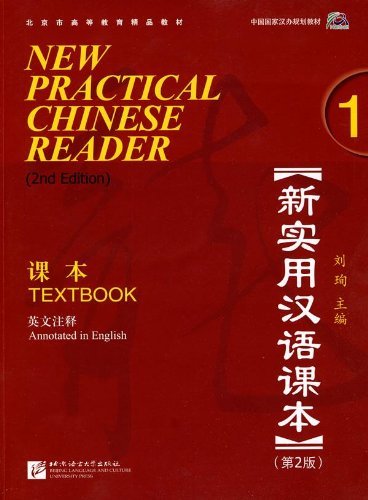 北京市高等教育精品教材
中国国家汉办规划教材
NEW
PRACTICAL
CHINESE
READER
(2nd Edition)
1
【新实用汉语课本】
(第2版)
刘珣 主编
课本
TEXTBOOK
英文注释
Annotated in English
北京语言大学出版社
BEIJING LANGUAGE AND CULTURE
UNIVERSITY PRESS